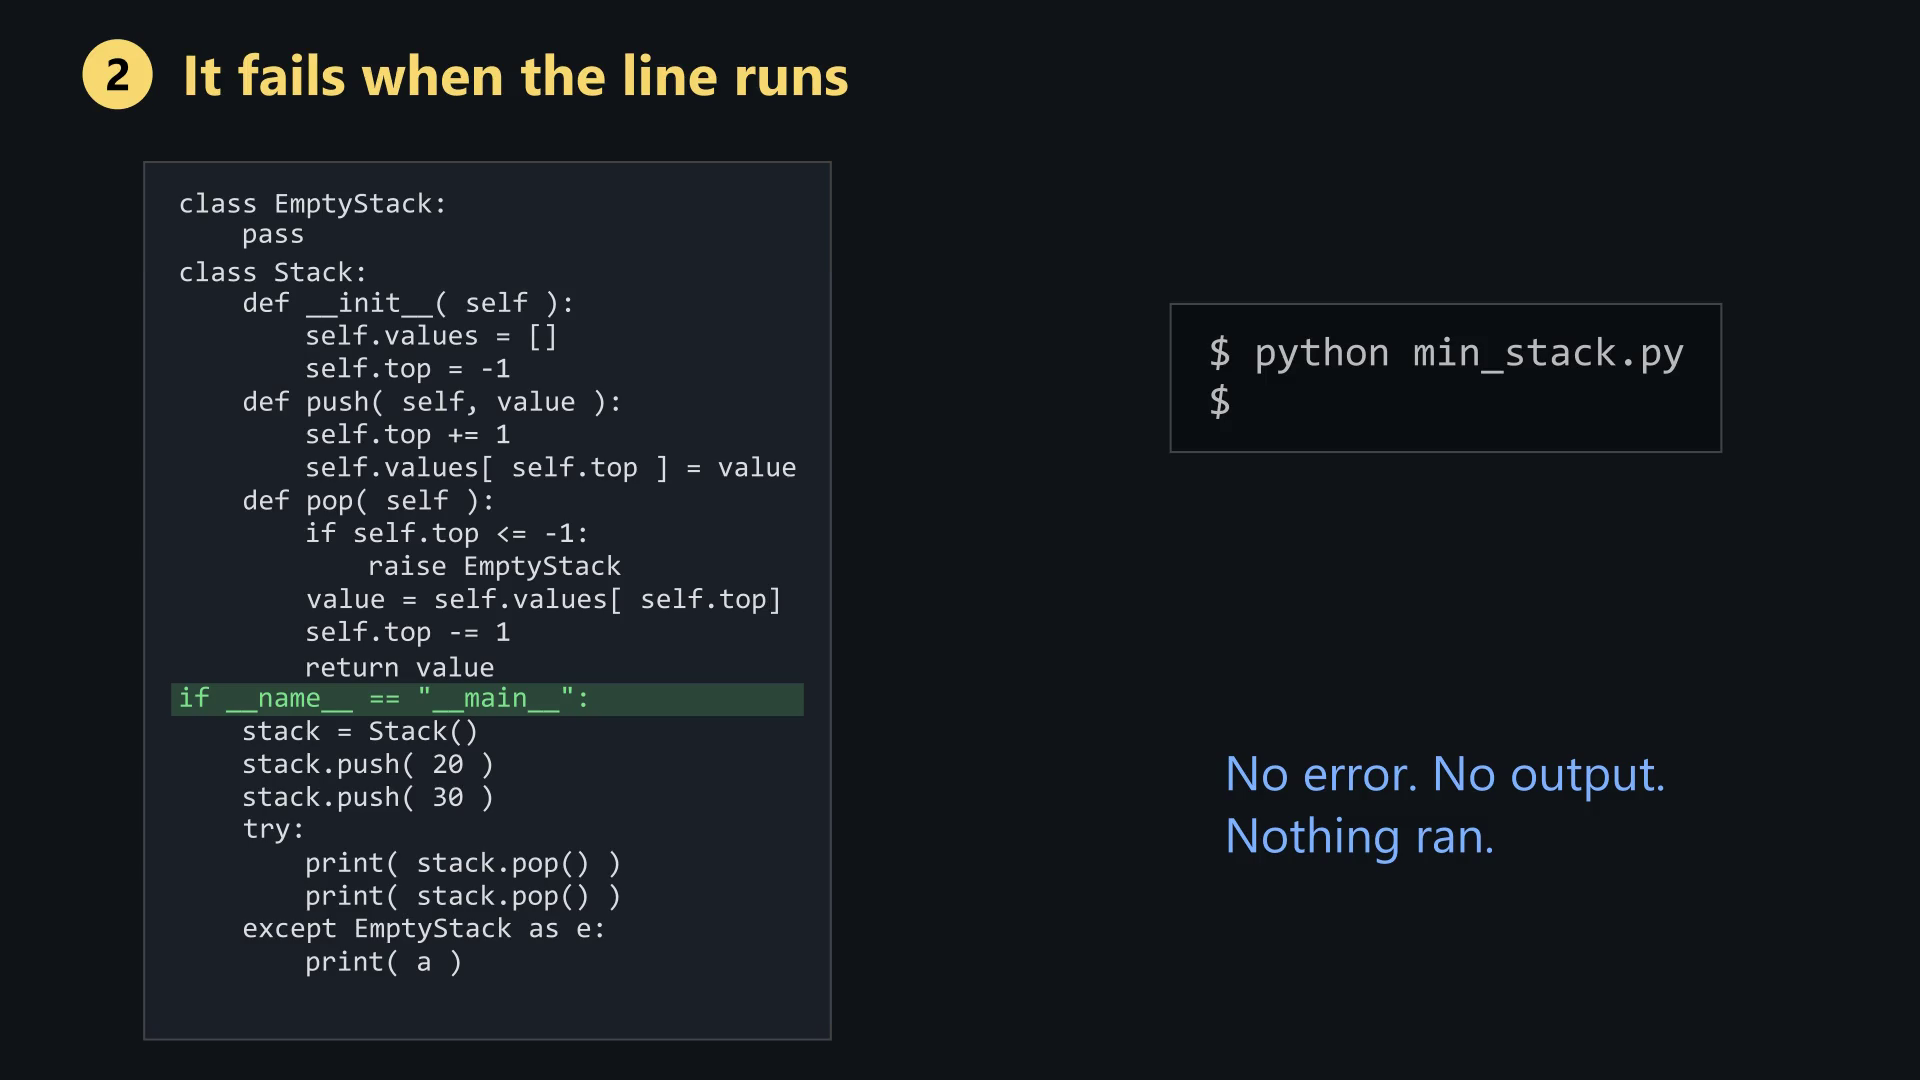 2 It fails when the line runs
class EmptyStack:
    pass
class Stack:
    def __init__( self ):
        self.values = []
        self.top = -1
    def push( self, value ):
        self.top += 1
        self.values[ self.top ] = value
    def pop( self ):
        if self.top <= -1:
            raise EmptyStack
        value = self.values[ self.top]
        self.top -= 1
        return value
if __name__ == "__main__":
    stack = Stack()
    stack.push( 20 )
    stack.push( 30 )
    try:
        print( stack.pop() )
        print( stack.pop() )
    except EmptyStack as e:
        print( a )
$ python min_stack.py
$
No error. No output.
Nothing ran.